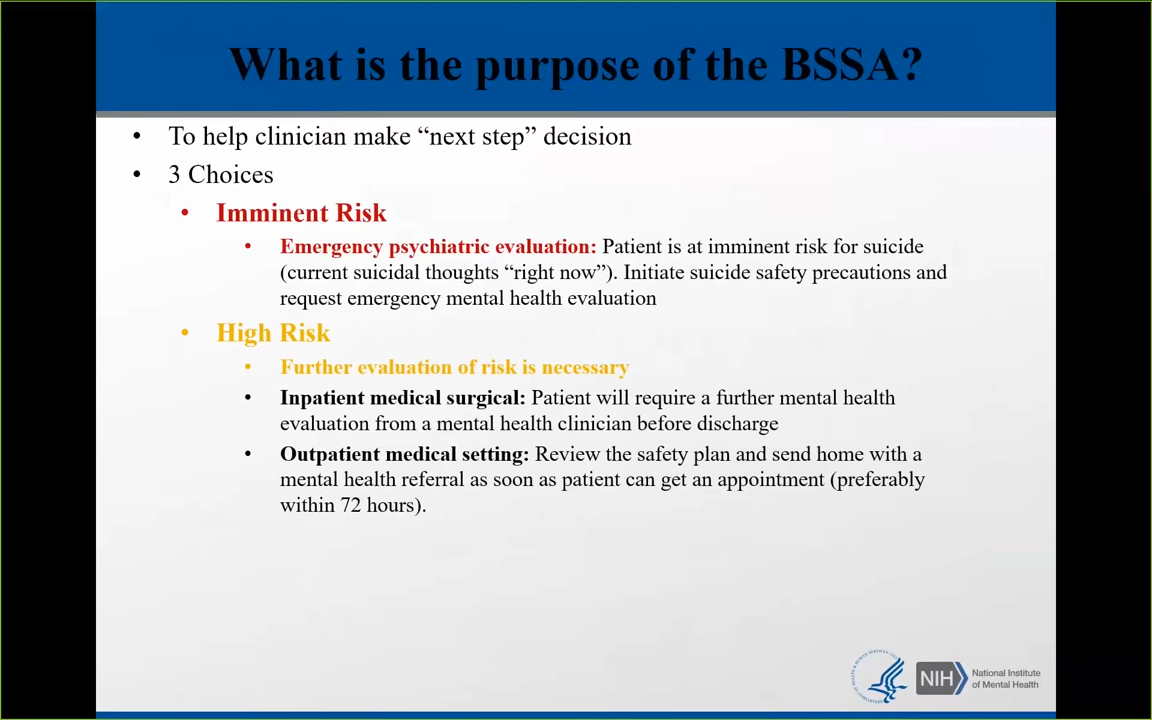 What is the purpose of the BSSA?
• To help clinician make “next step” decision
• 3 Choices
• Imminent Risk
• Emergency psychiatric evaluation: Patient is at imminent risk for suicide
(current suicidal thoughts “right now”). Initiate suicide safety precautions and
request emergency mental health evaluation
• High Risk
• Further evaluation of risk is necessary
• Inpatient medical surgical: Patient will require a further mental health
evaluation from a mental health clinician before discharge
• Outpatient medical setting: Review the safety plan and send home with a
mental health referral as soon as patient can get an appointment (preferably
within 72 hours).
NIH National Institute
of Mental Health